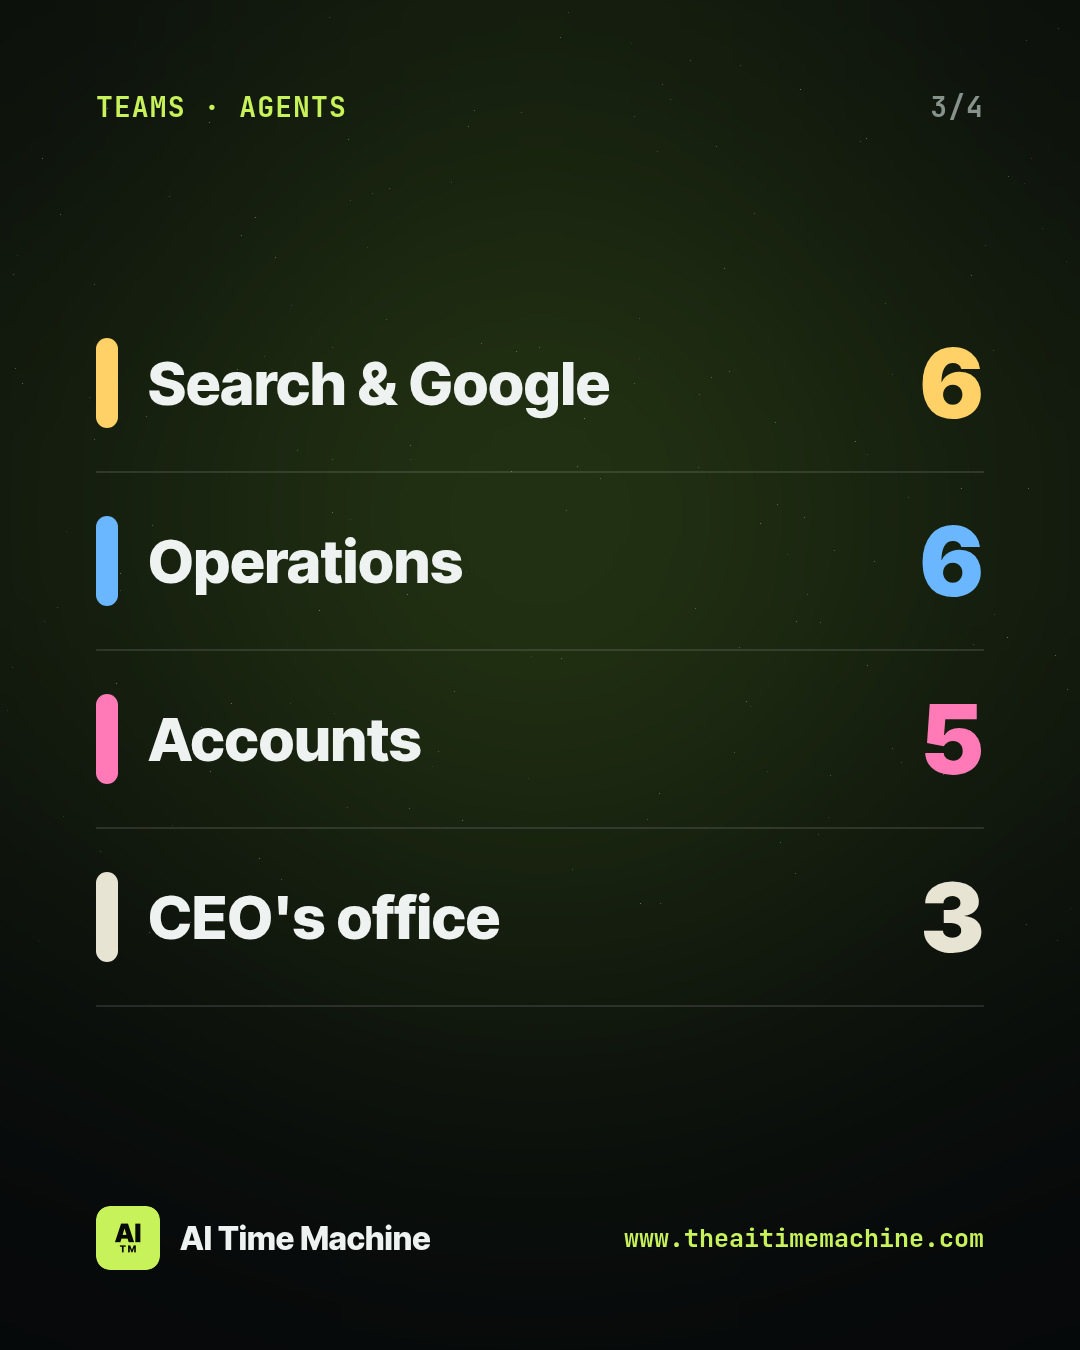 TEAMS · AGENTS 3/4
Search & Google 6
Operations 6
Accounts 5
CEO's office 3
AI
TM
AI Time Machine www.theaitimemachine.com